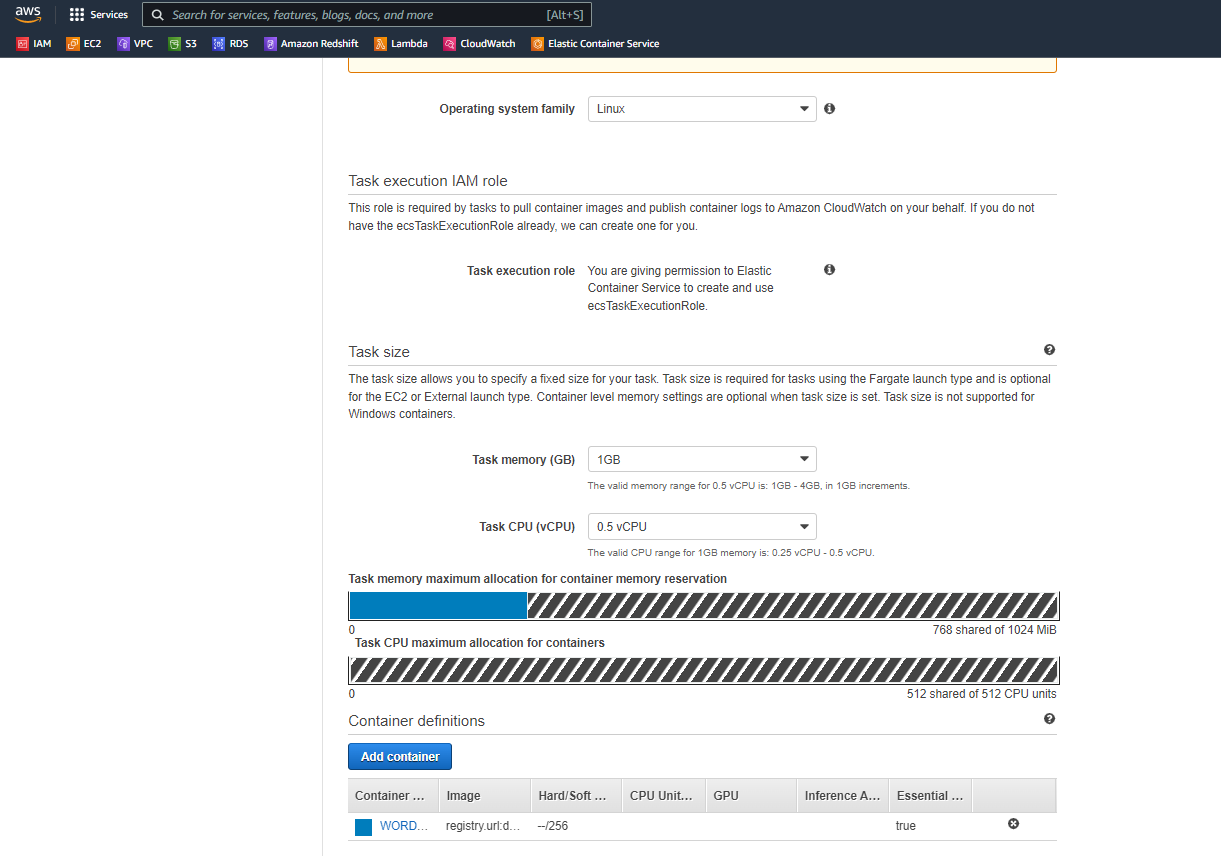 aws
Services
Search for services, features, blogs, docs, and more [Alt+S]
IAM EC2 VPC S3 RDS Amazon Redshift Lambda CloudWatch Elastic Container Service
Operating system family Linux
Task execution IAM role
This role is required by tasks to pull container images and publish container logs to Amazon CloudWatch on your behalf. If you do not
have the ecsTaskExecutionRole already, we can create one for you.
Task execution role You are giving permission to Elastic
Container Service to create and use
ecsTaskExecutionRole.
Task size
The task size allows you to specify a fixed size for your task. Task size is required for tasks using the Fargate launch type and is optional
for the EC2 or External launch type. Container level memory settings are optional when task size is set. Task size is not supported for
Windows containers.
Task memory (GB) 1GB
The valid memory range for 0.5 vCPU is: 1GB - 4GB, in 1GB increments.
Task CPU (vCPU) 0.5 vCPU
The valid CPU range for 1GB memory is: 0.25 vCPU - 0.5 vCPU.
Task memory maximum allocation for container memory reservation
0 768 shared of 1024 MiB
Task CPU maximum allocation for containers
0 512 shared of 512 CPU units
Container definitions
Add container
Container ... Image Hard/Soft ... CPU Unit... GPU Inference A... Essential ...
WORD... registry.url:d... --/256 true